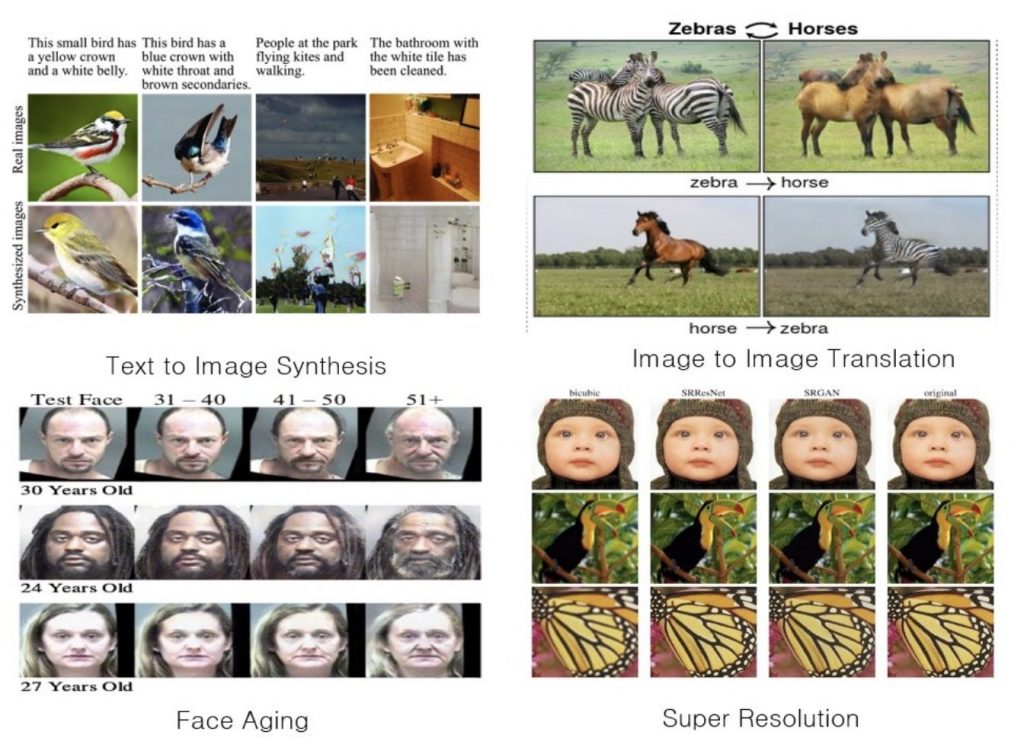 This small bird has
a yellow crown
and a white belly.
This bird has a
blue crown with
white throat and
brown secondaries.
People at the park
flying kites and
walking.
The bathroom with
the white tile has
been cleaned.
Real images
Synthesized images
Text to Image Synthesis
Zebras Horses
zebra → horse
horse → zebra
Image to Image Translation
Test Face 31 – 40 41 – 50 51+
30 Years Old
24 Years Old
27 Years Old
Face Aging
bicubic SRResNet SRGAN original
Super Resolution